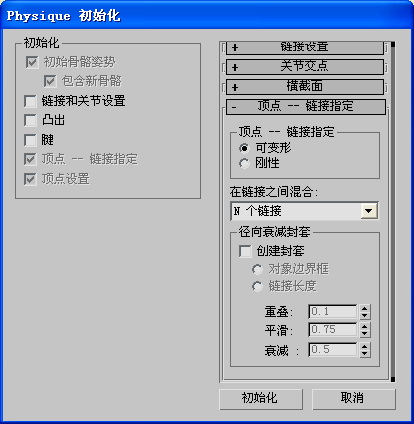 Physique 初始化
初始化
初始骨骼姿势
包含新骨骼
链接和关节设置
凸出
腱
顶点 -- 链接指定
顶点设置
+ 链接设置
+ 关节交点
+ 横截面
- 顶点 -- 链接指定
顶点 -- 链接指定
可变形
刚性
在链接之间混合:
N 个链接
径向衰减封套
创建封套
对象边界框
链接长度
重叠: 0.1
平滑: 0.75
衰减 : 0.5
初始化 取消